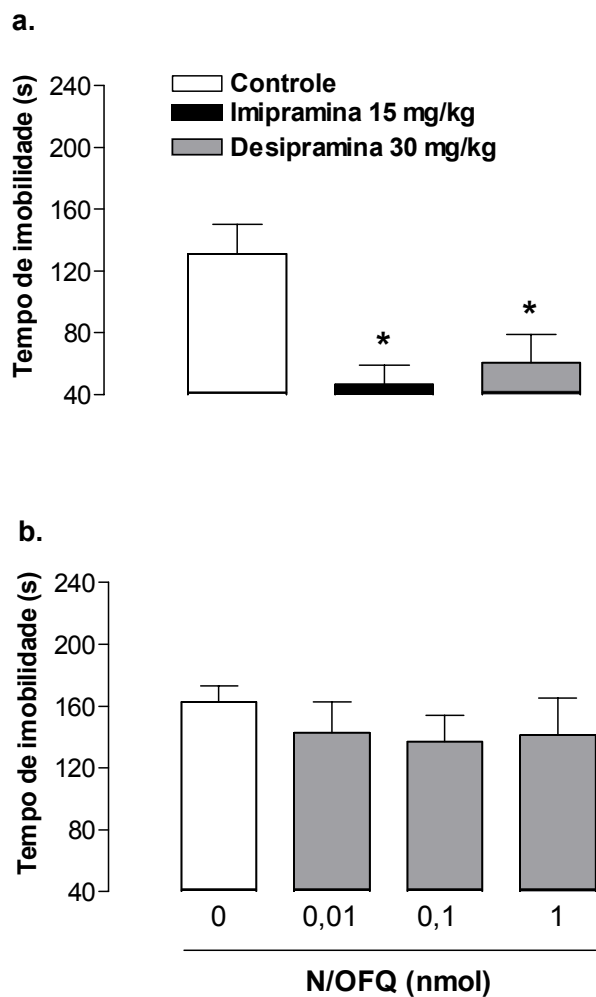 a.
Tempo de imobilidade (s)
240
200
160
120
80
40
Controle
Imipramina 15 mg/kg
Desipramina 30 mg/kg
*
*
b.
Tempo de imobilidade (s)
240
200
160
120
80
40
0 0,01 0,1 1
N/OFQ (nmol)